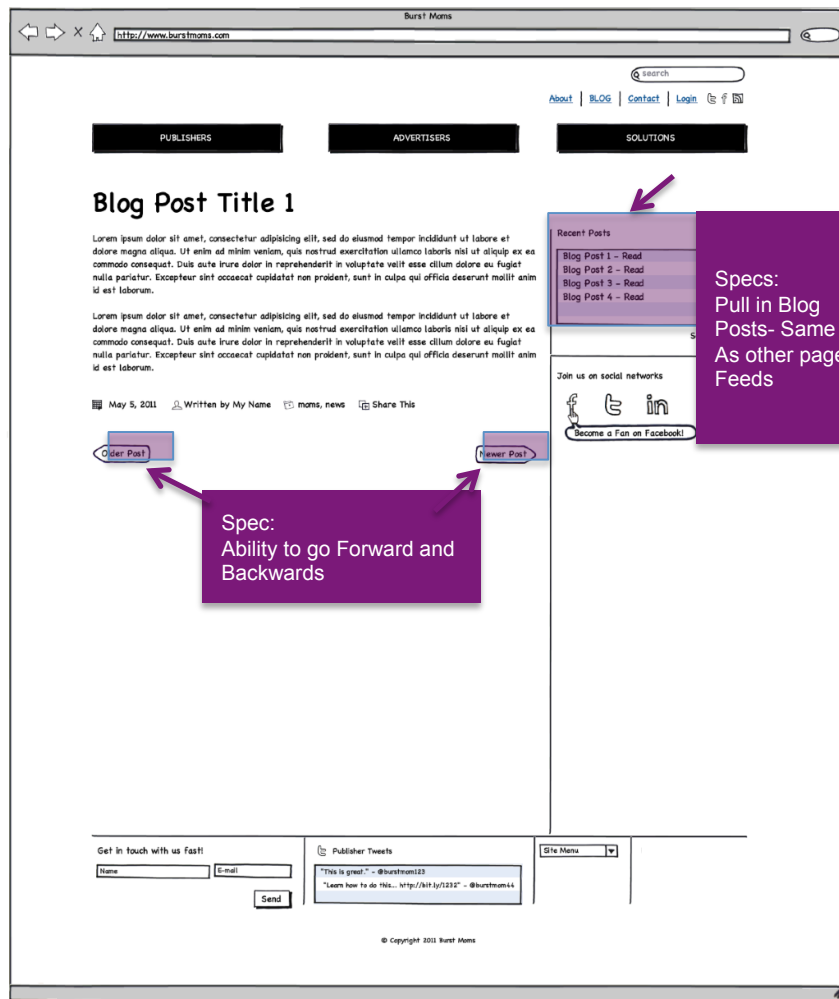 Burst Moms
http://www.burstmoms.com
search
About | BLOG | Contact | Login
PUBLISHERS
ADVERTISERS
SOLUTIONS
Blog Post Title 1
Lorem ipsum dolor sit amet, consectetur adipisicing elit, sed do eiusmod tempor incididunt ut labore et
dolore magna aliqua. Ut enim ad minim veniam, quis nostrud exercitation ullamco laboris nisi ut aliquip ex ea
commodo consequat. Duis aute irure dolor in reprehenderit in voluptate velit esse cillum dolore eu fugiat
nulla pariatur. Excepteur sint occaecat cupidatat non proident, sunt in culpa qui officia deserunt mollit anim
id est laborum.
Lorem ipsum dolor sit amet, consectetur adipisicing elit, sed do eiusmod tempor incididunt ut labore et
dolore magna aliqua. Ut enim ad minim veniam, quis nostrud exercitation ullamco laboris nisi ut aliquip ex ea
commodo consequat. Duis aute irure dolor in reprehenderit in voluptate velit esse cillum dolore eu fugiat
nulla pariatur. Excepteur sint occaecat cupidatat non proident, sunt in culpa qui officia deserunt mollit anim
id est laborum.
May 5, 2011 Written by My Name moms, news Share This
Older Post
Newer Post
Spec:
Ability to go Forward and
Backwards
Recent Posts
Blog Post 1 - Read
Blog Post 2 - Read
Blog Post 3 - Read
Blog Post 4 - Read
Specs:
Pull in Blog
Posts- Same
As other page
Feeds
Join us on social networks
Become a Fan on Facebook!
Get in touch with us fast!
Name
E-mail
Send
Publisher Tweets
"This is great." - @burstmom123
"Learn how to do this... http://bit.ly/1232" - @burstmom44
Site Menu
© Copyright 2011 Burst Moms